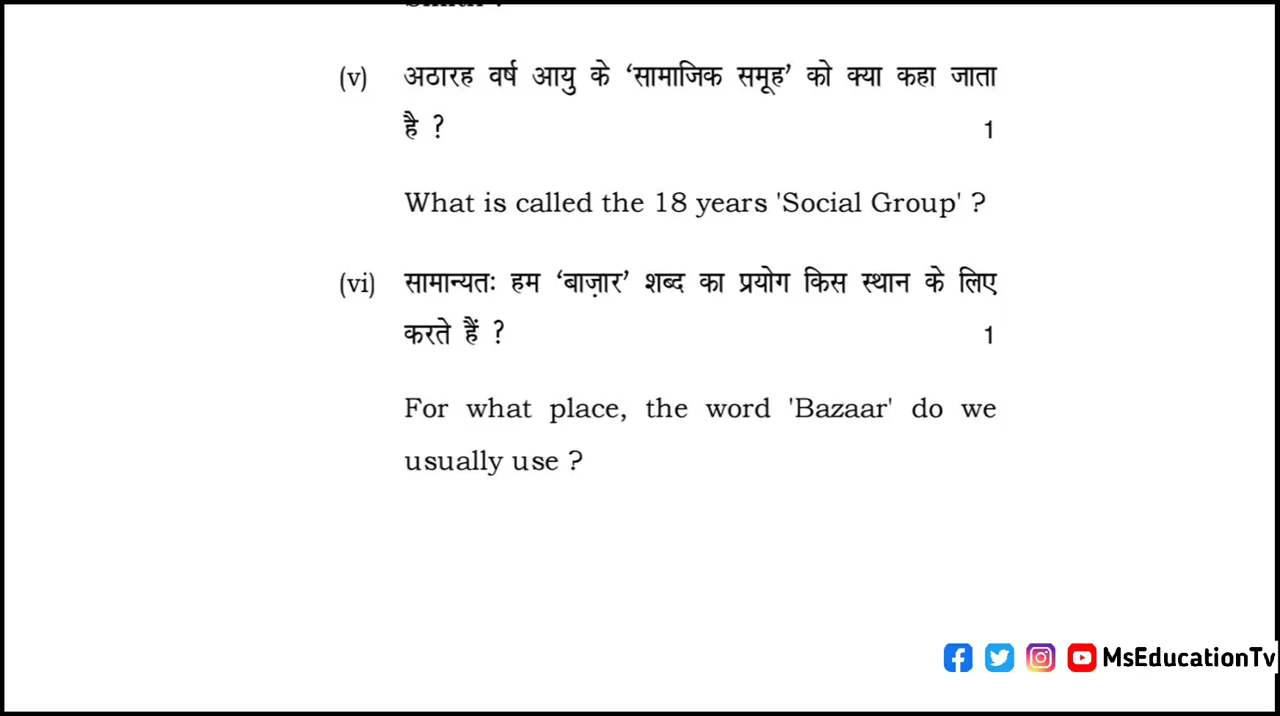 (v) अठारह वर्ष आयु के ‘सामाजिक समूह’ को क्या कहा जाता
है ? 1
What is called the 18 years 'Social Group' ?
(vi) सामान्यतः हम ‘बाज़ार’ शब्द का प्रयोग किस स्थान के लिए
करते हैं ? 1
For what place, the word 'Bazaar' do we
usually use ?
MsEducationTv